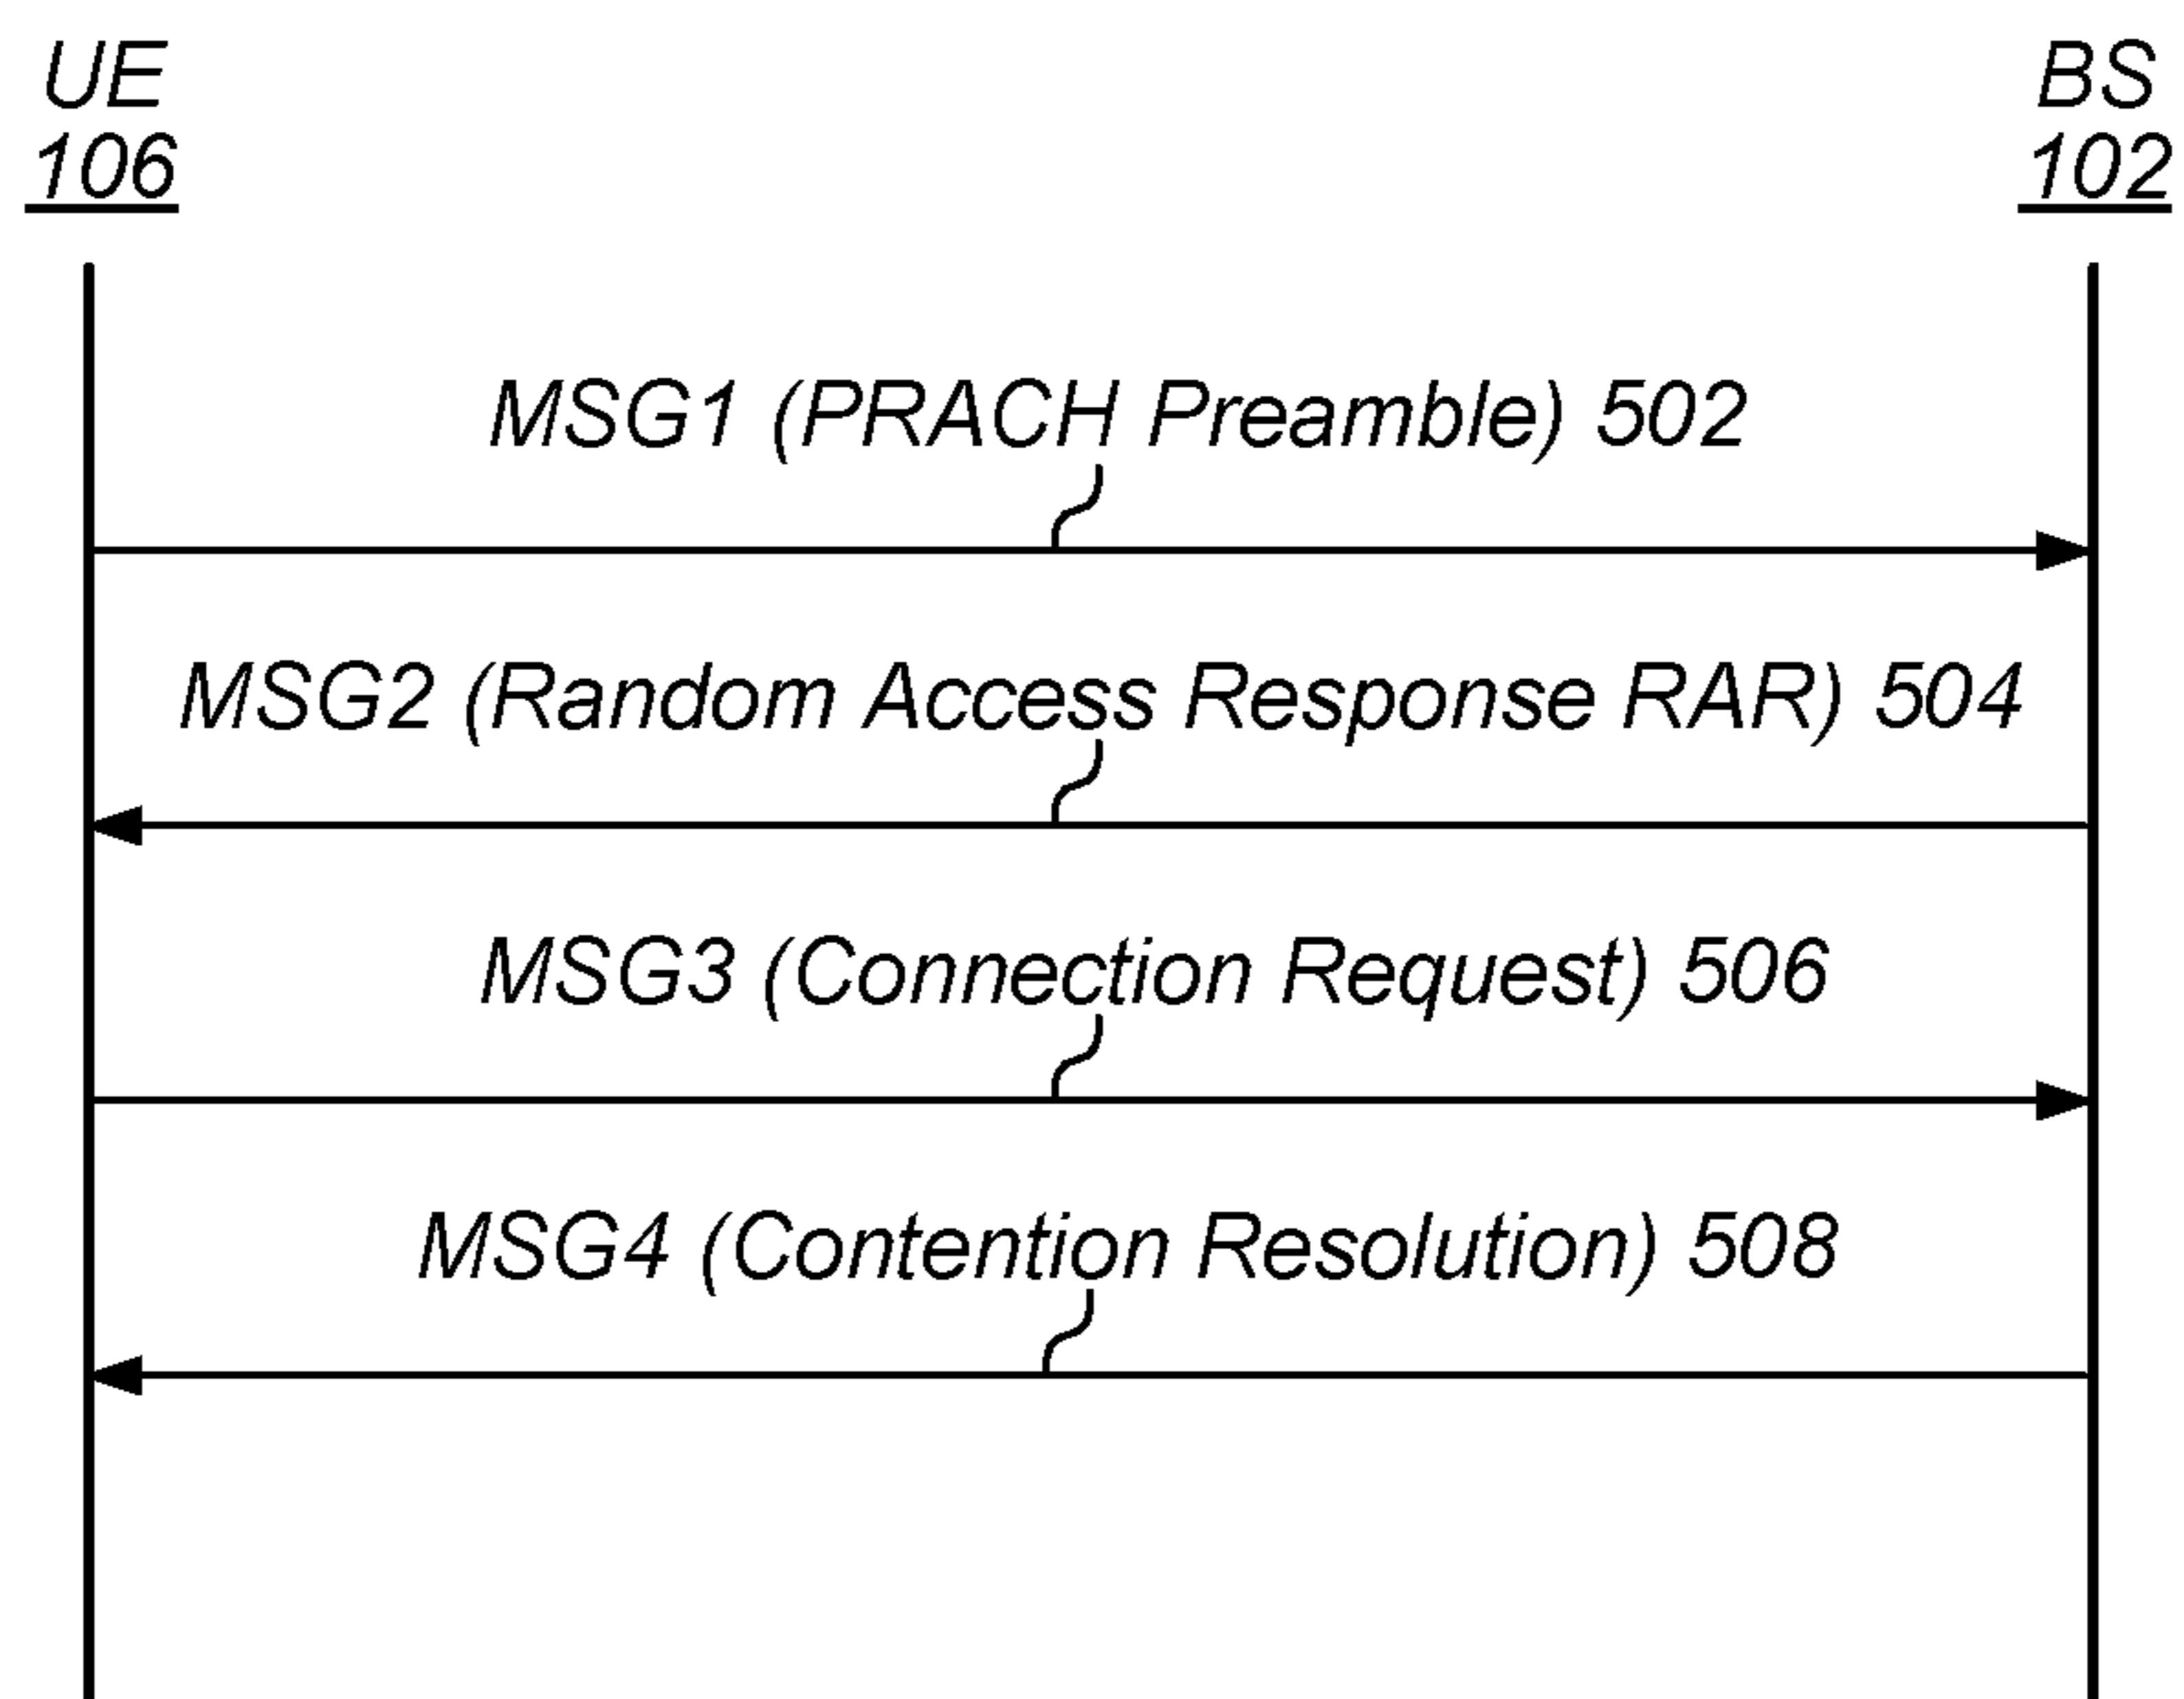 UE
106
BS
102
MSG1 (PRACH Preamble) 502
MSG2 (Random Access Response RAR) 504
MSG3 (Connection Request) 506
MSG4 (Contention Resolution) 508